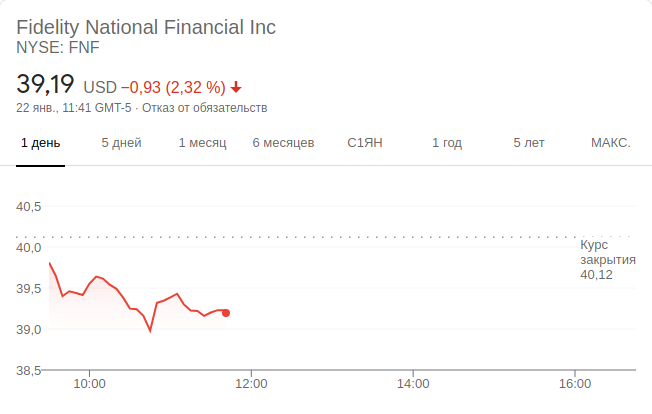 Fidelity National Financial Inc
NYSE: FNF
39,19 USD −0,93 (2,32 %)
22 янв., 11:41 GMT-5 · Отказ от обязательств
1 день 5 дней 1 месяц 6 месяцев С1ЯН 1 год 5 лет МАКС.
40,5
40,0
Курс
закрытия
40,12
39,5
39,0
38,5
10:00 12:00 14:00 16:00